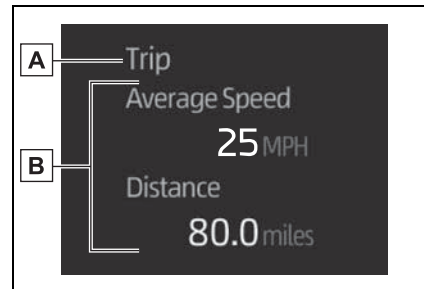 A
Trip
Average Speed
25 MPH
B
Distance
80.0 miles